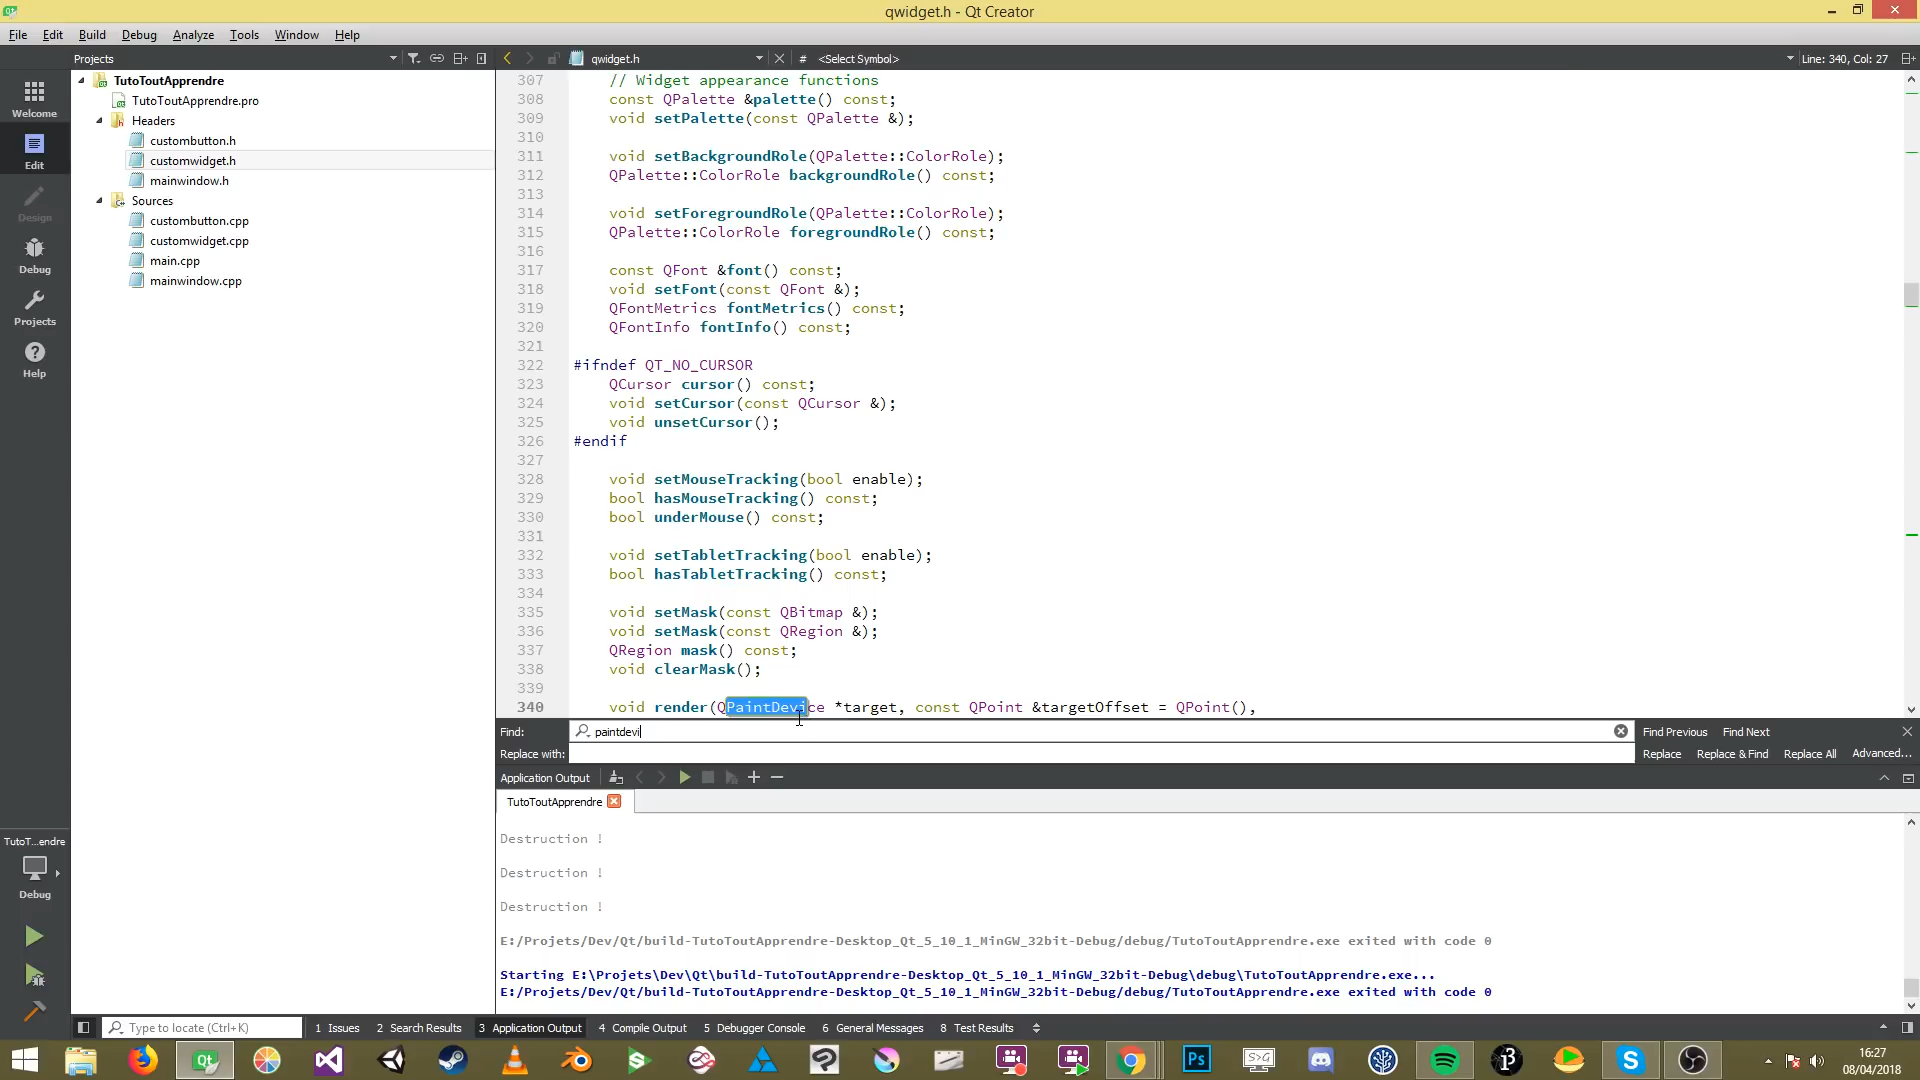 qwidget.h - Qt Creator
File Edit Build Debug Analyze Tools Window Help
Projects
qwidget.h
# <Select Symbol>
Line: 340, Col: 27
Welcome
Edit
Design
Debug
Projects
Help
TutoToutApprendre
TutoToutApprendre.pro
Headers
custombutton.h
customwidget.h
mainwindow.h
Sources
custombutton.cpp
customwidget.cpp
main.cpp
mainwindow.cpp
307 // Widget appearance functions
308 const QPalette &palette() const;
309 void setPalette(const QPalette &);
310
311 void setBackgroundRole(QPalette::ColorRole);
312 QPalette::ColorRole backgroundRole() const;
313
314 void setForegroundRole(QPalette::ColorRole);
315 QPalette::ColorRole foregroundRole() const;
316
317 const QFont &font() const;
318 void setFont(const QFont &);
319 QFontMetrics fontMetrics() const;
320 QFontInfo fontInfo() const;
321
322 #ifndef QT_NO_CURSOR
323 QCursor cursor() const;
324 void setCursor(const QCursor &);
325 void unsetCursor();
326 #endif
327
328 void setMouseTracking(bool enable);
329 bool hasMouseTracking() const;
330 bool underMouse() const;
331
332 void setTabletTracking(bool enable);
333 bool hasTabletTracking() const;
334
335 void setMask(const QBitmap &);
336 void setMask(const QRegion &);
337 QRegion mask() const;
338 void clearMask();
339
340 void render(QPaintDevice *target, const QPoint &targetOffset = QPoint(),
Find: paintdevi
Find Previous Find Next
Replace with:
Replace Replace & Find Replace All Advanced...
Application Output
TutoToutApprendre
Destruction !
Destruction !
Destruction !
E:/Projets/Dev/Qt/build-TutoToutApprendre-Desktop_Qt_5_10_1_MinGW_32bit-Debug/debug/TutoToutApprendre.exe exited with code 0
Starting E:\Projets\Dev\Qt\build-TutoToutApprendre-Desktop_Qt_5_10_1_MinGW_32bit-Debug\debug\TutoToutApprendre.exe...
E:/Projets/Dev/Qt/build-TutoToutApprendre-Desktop_Qt_5_10_1_MinGW_32bit-Debug/debug/TutoToutApprendre.exe exited with code 0
TutoT...endre
Debug
Type to locate (Ctrl+K)
1 Issues 2 Search Results 3 Application Output 4 Compile Output 5 Debugger Console 6 General Messages 8 Test Results
16:27
08/04/2018